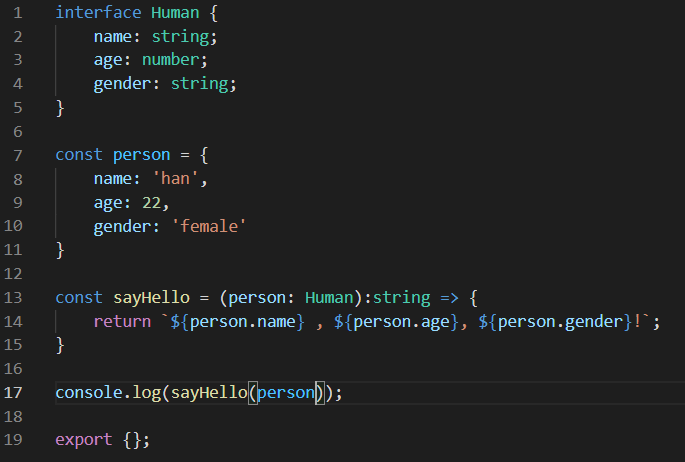 1 interface Human {
2     name: string;
3     age: number;
4     gender: string;
5 }
6
7 const person = {
8     name: 'han',
9     age: 22,
10     gender: 'female'
11 }
12
13 const sayHello = (person: Human):string => {
14     return `${person.name} , ${person.age}, ${person.gender}!`;
15 }
16
17 console.log(sayHello(person));
18
19 export {};